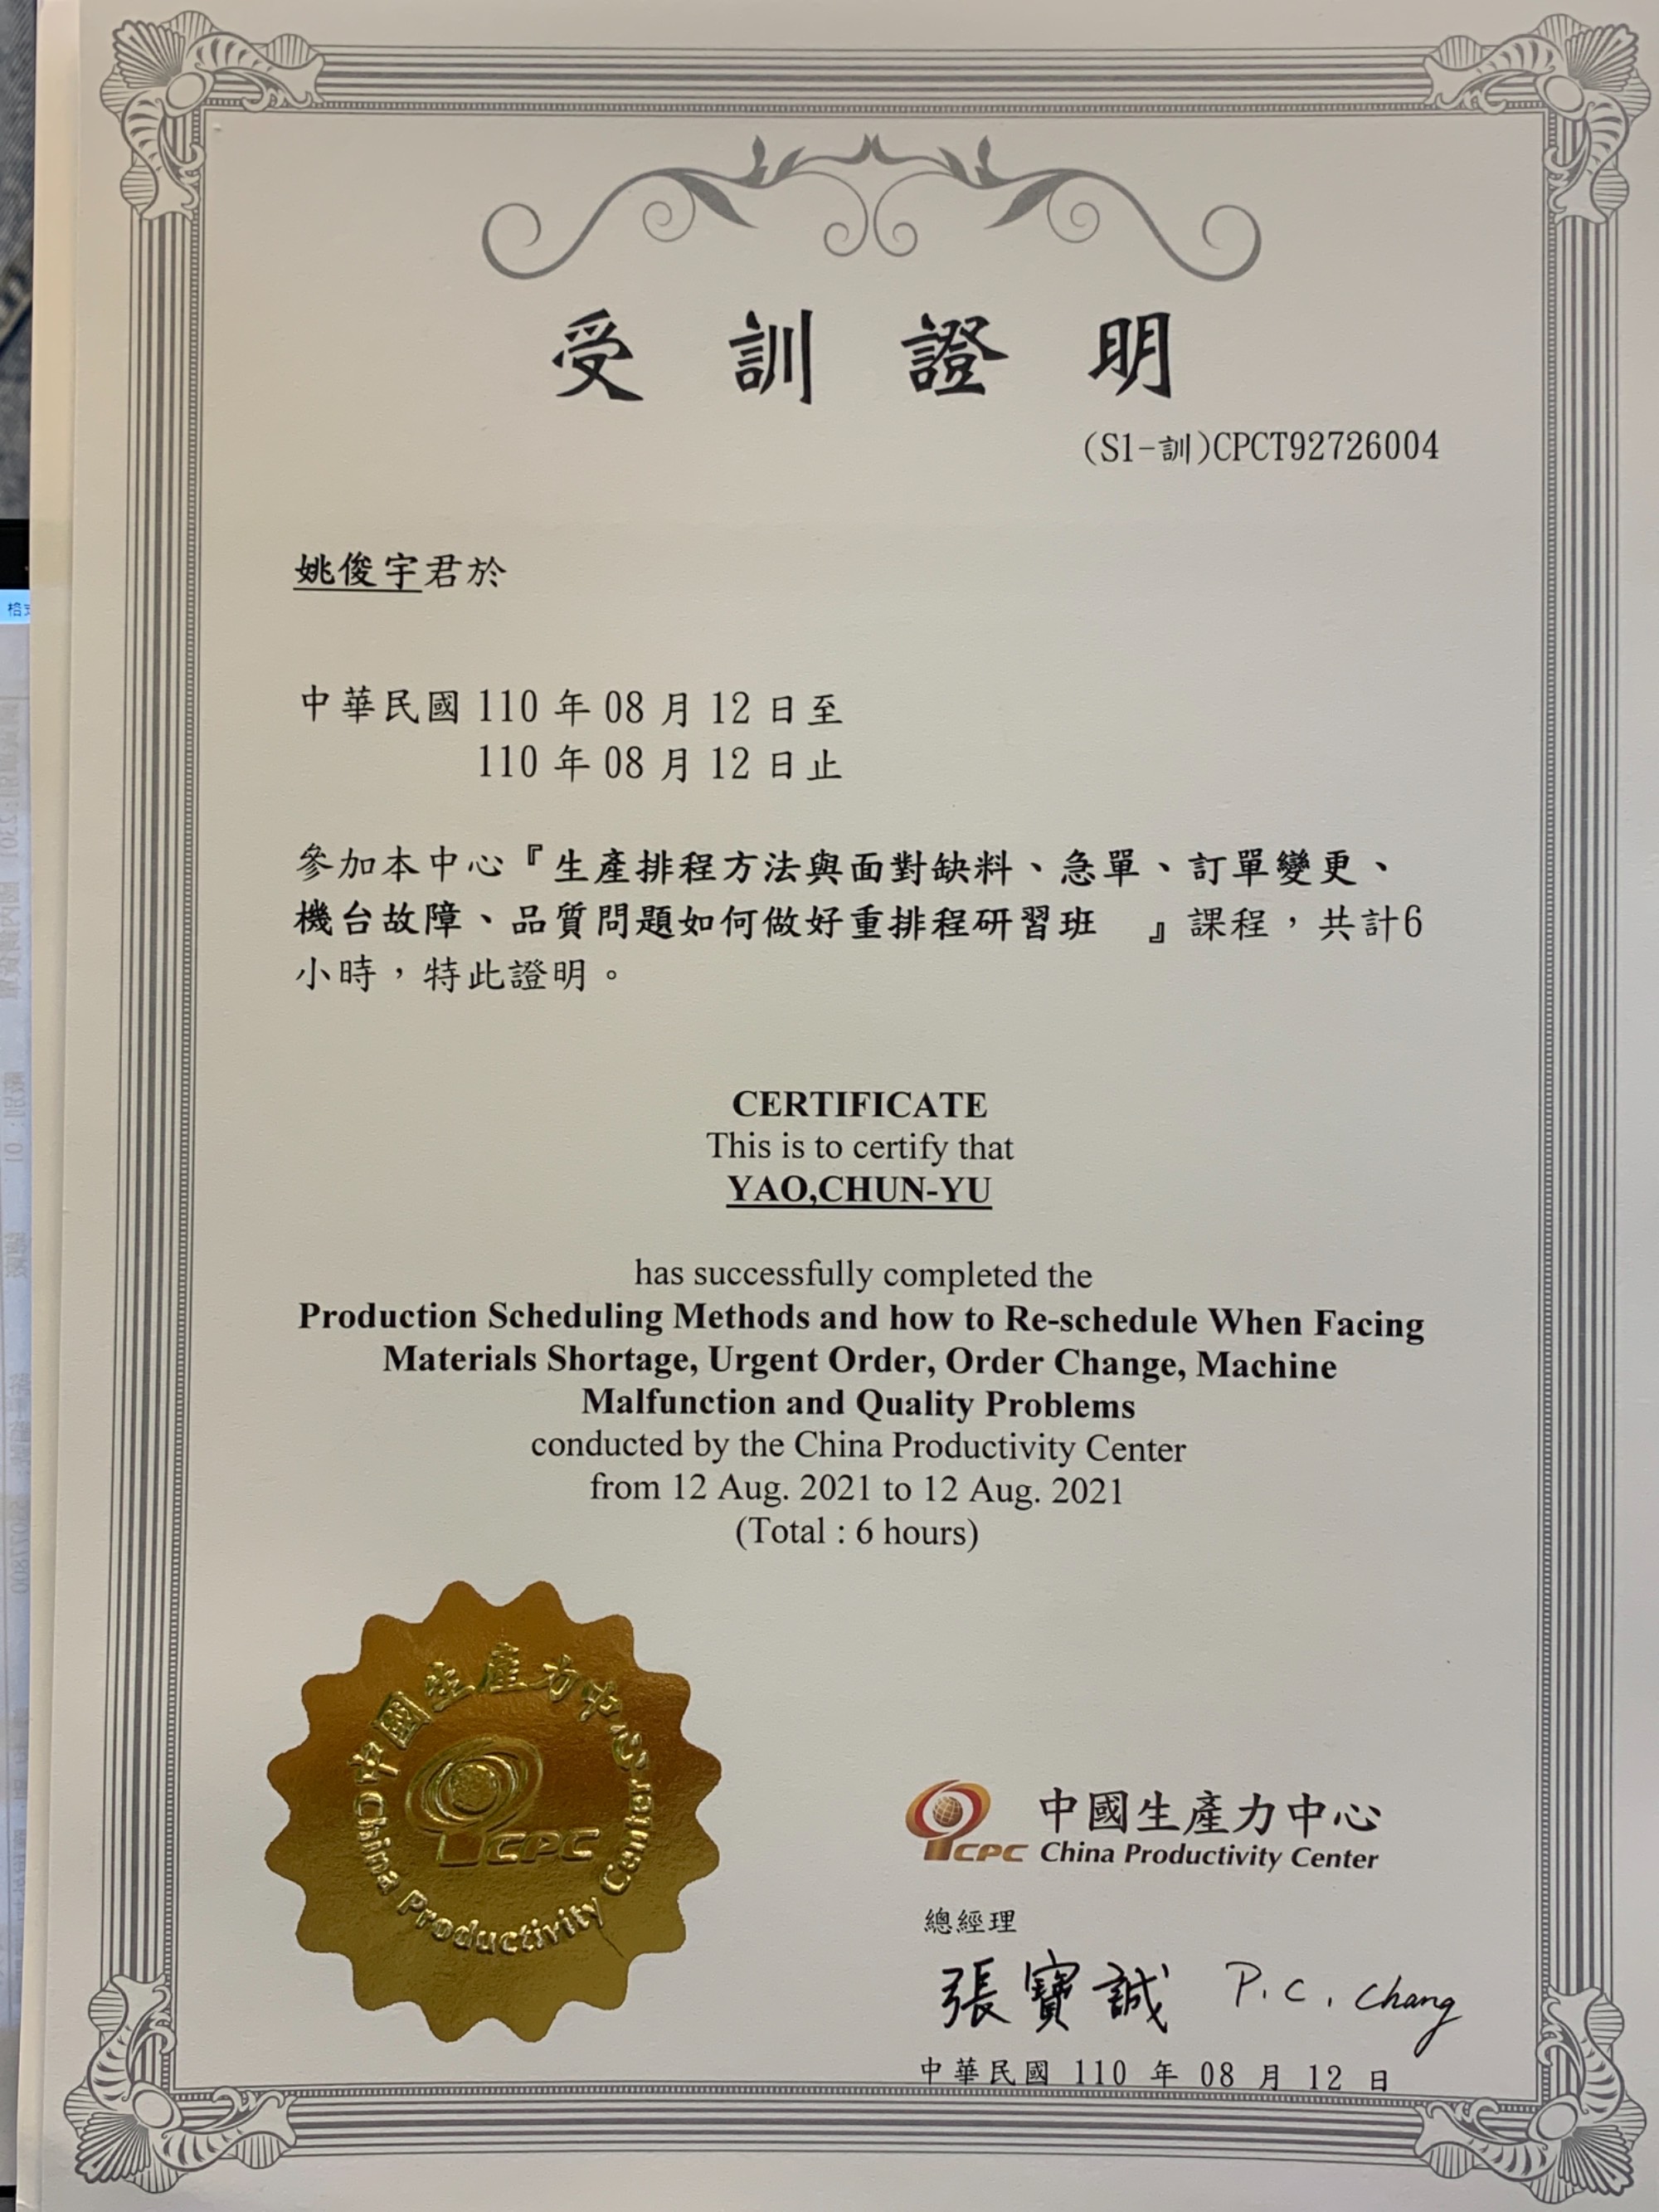 受訓證明
(S1-訓)CPCT92726004
姚俊宇君於
中華民國 110 年 08 月 12 日至
110 年 08 月 12 日止
參加本中心『生產排程方法與面對缺料、急單、訂單變更、
機台故障、品質問題如何做好重排程研習班 』課程，共計6
小時，特此證明。
CERTIFICATE
This is to certify that
YAO,CHUN-YU
has successfully completed the
Production Scheduling Methods and how to Re-schedule When Facing
Materials Shortage, Urgent Order, Order Change, Machine
Malfunction and Quality Problems
conducted by the China Productivity Center
from 12 Aug. 2021 to 12 Aug. 2021
(Total : 6 hours)
中國生產力中心
CPC
China Productivity Center
中國生產力中心
CPC China Productivity Center
總經理
張寶誠 P.C. Chang
中華民國 110 年 08 月 12 日